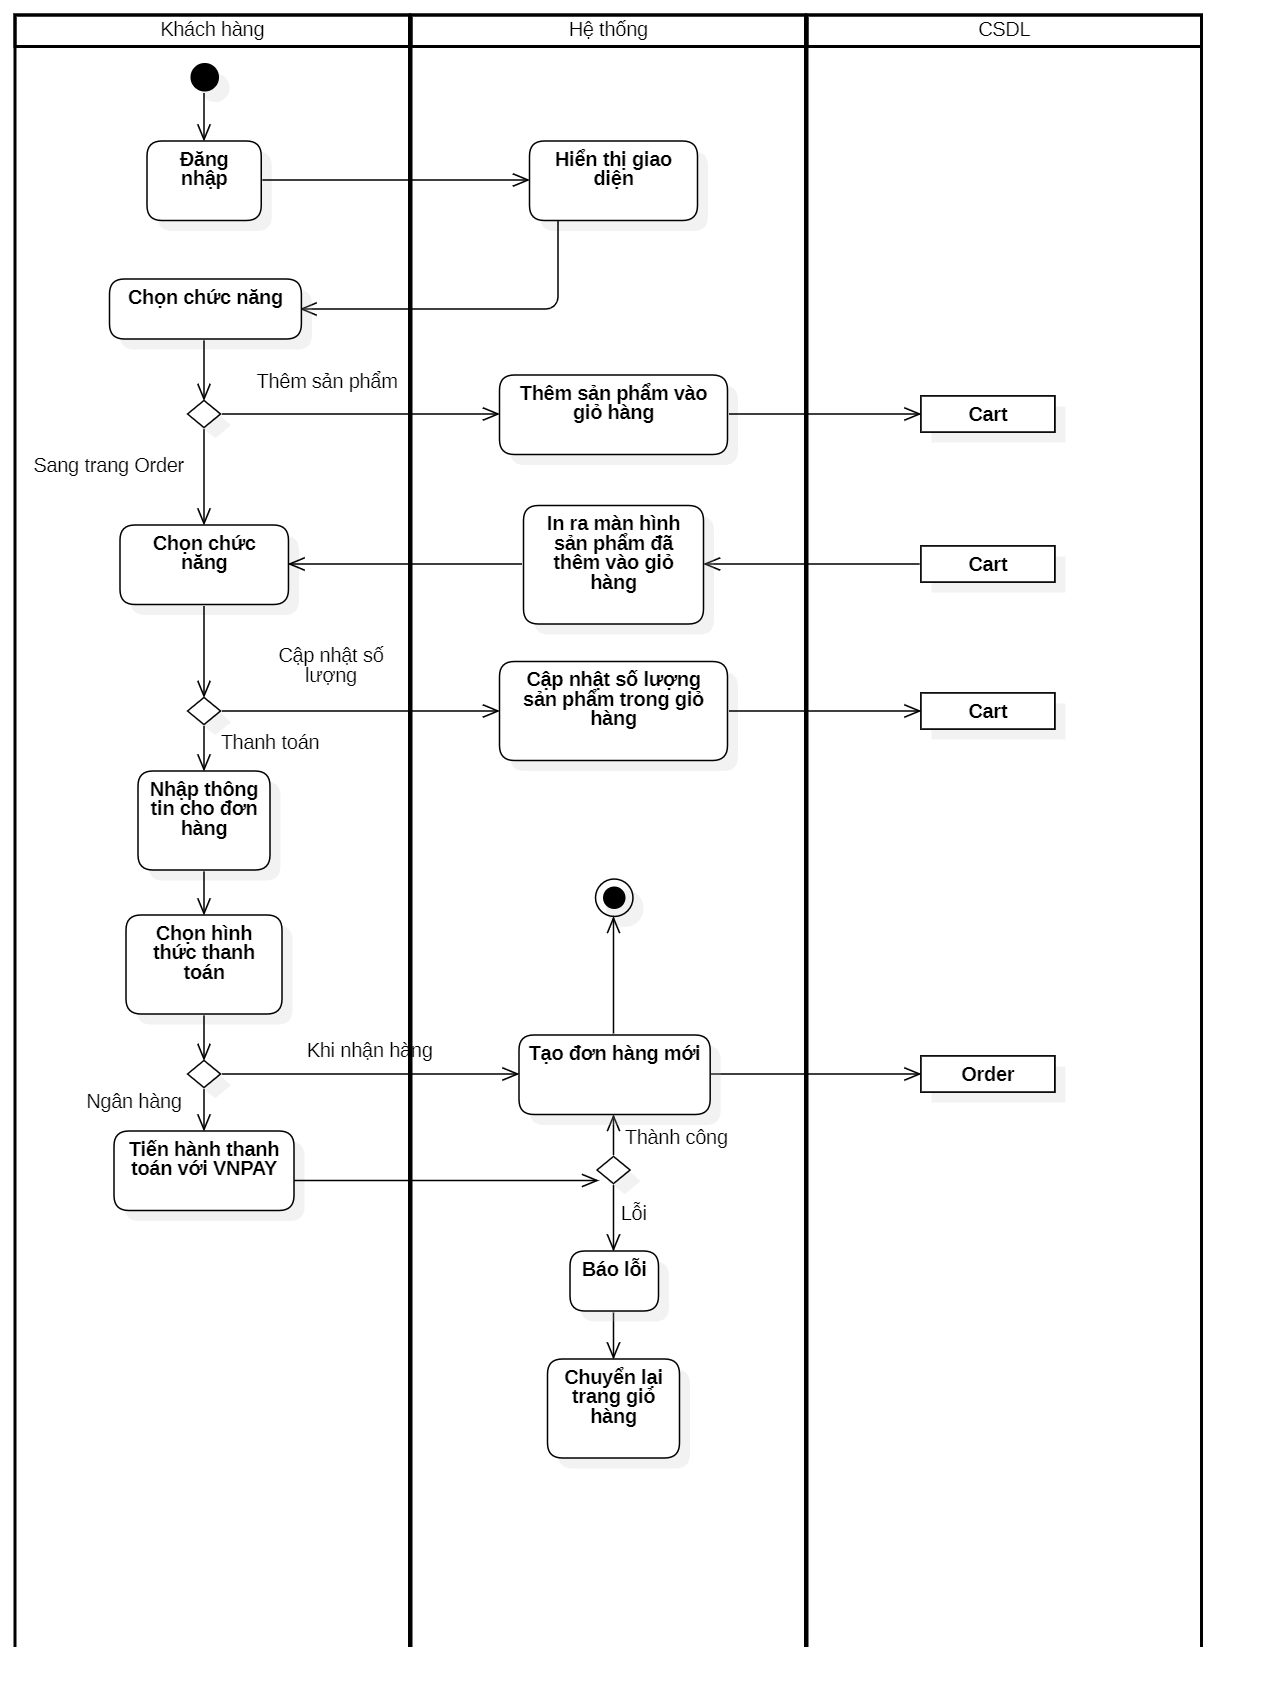 Khách hàng
Hệ thống
CSDL
Đăng
nhập
Hiển thị giao
diện
Chọn chức năng
Thêm sản phẩm
Thêm sản phẩm vào
giỏ hàng
Cart
Sang trang Order
Chọn chức
năng
In ra màn hình
sản phẩm đã
thêm vào giỏ
hàng
Cart
Cập nhật số
lượng
Cập nhật số lượng
sản phẩm trong giỏ
hàng
Cart
Thanh toán
Nhập thông
tin cho đơn
hàng
Chọn hình
thức thanh
toán
Khi nhận hàng
Tạo đơn hàng mới
Order
Ngân hàng
Tiến hành thanh
toán với VNPAY
Thành công
Lỗi
Báo lỗi
Chuyển lại
trang giỏ
hàng